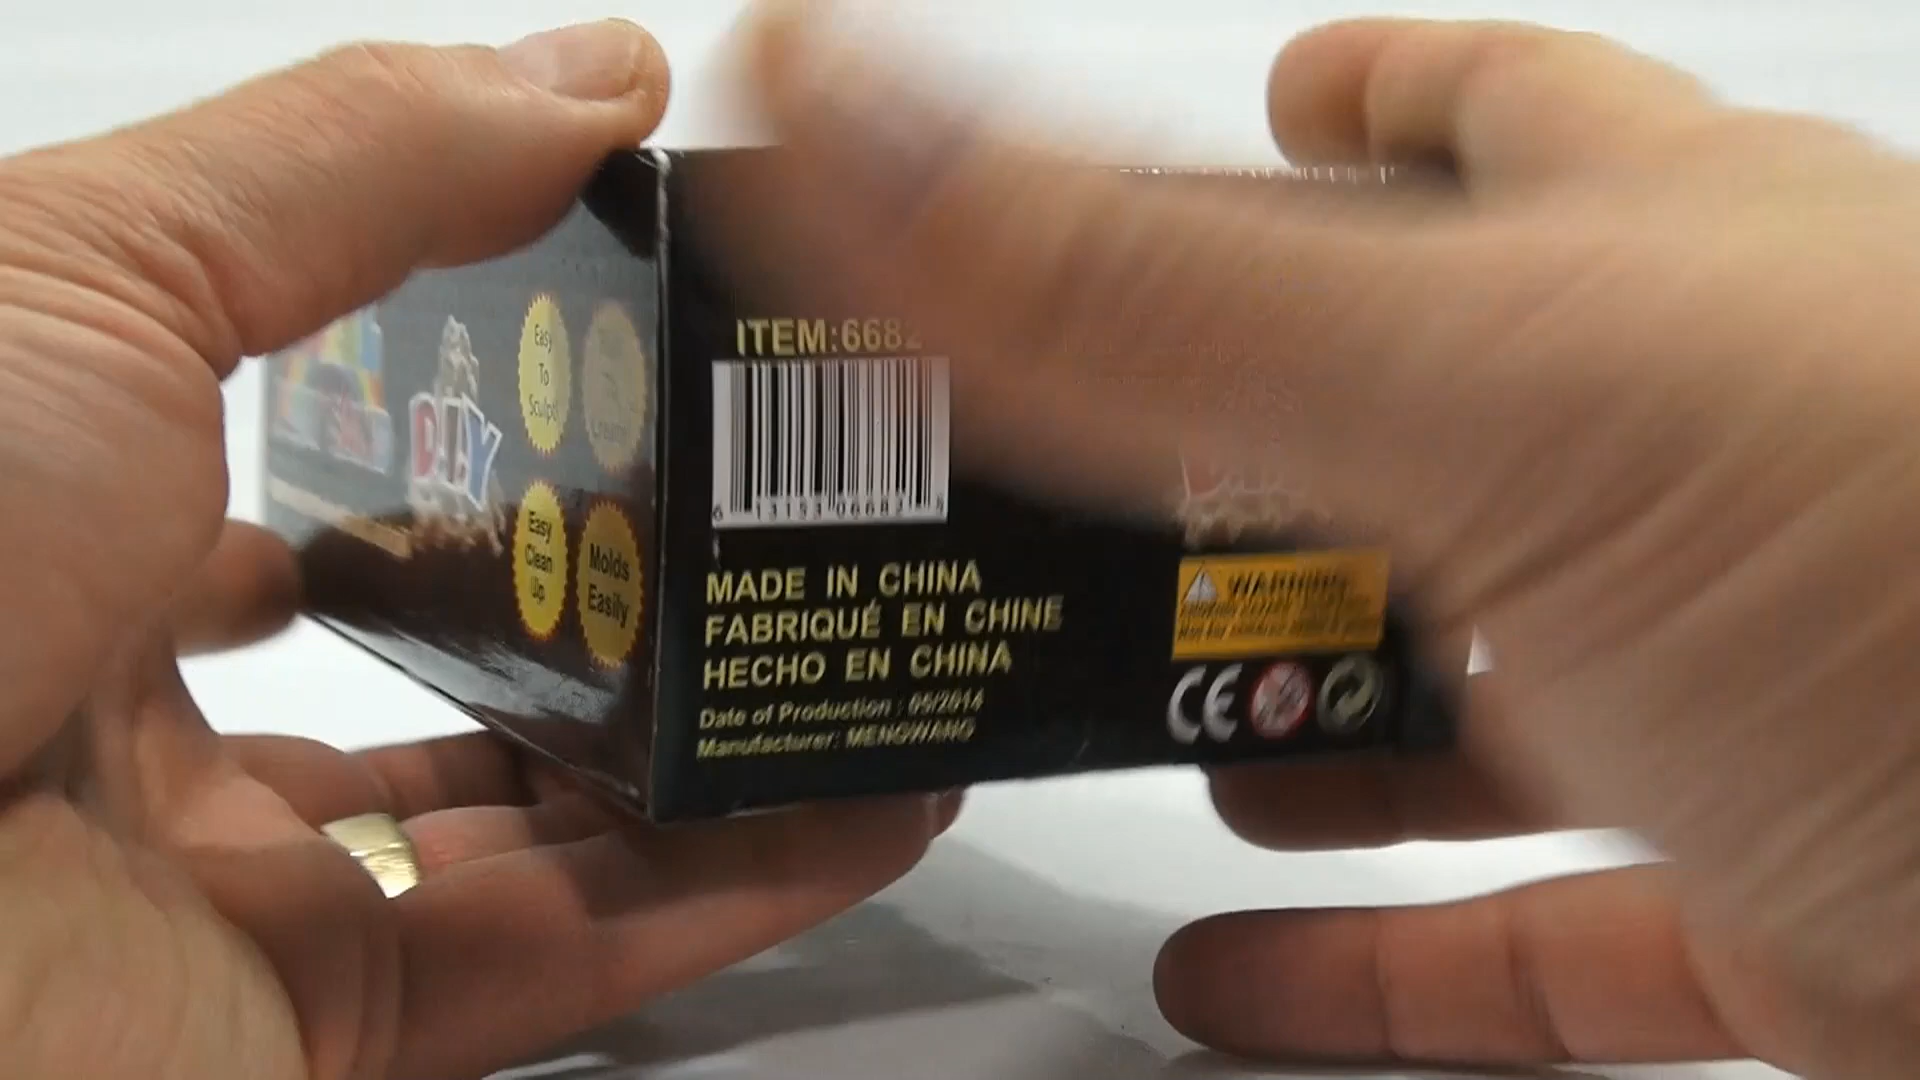 Easy
To
Sculpt
DIY
Easy
Clean
Up
Molds
Easily
ITEM:6682
MADE IN CHINA
FABRIQUÉ EN CHINE
HECHO EN CHINA
Date of Production : 05/2014
Manufacturer: MENGWANG
WARNING
CE